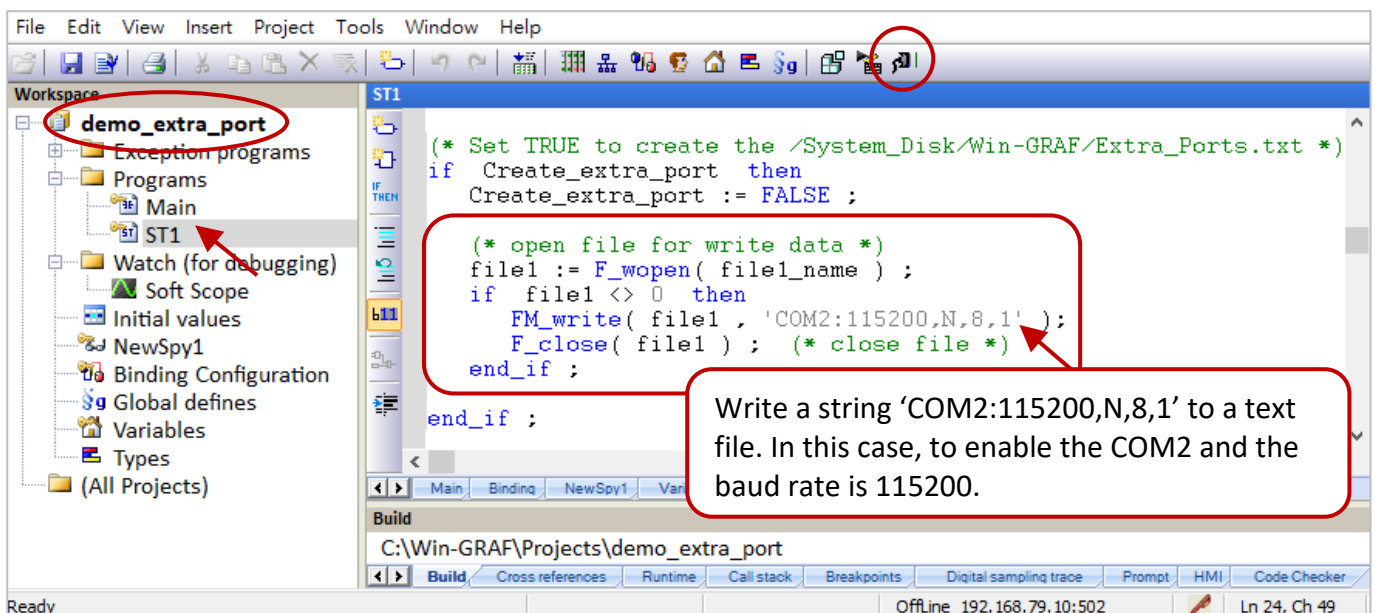 File Edit View Insert Project Tools Window Help
Workspace
demo_extra_port
Exception programs
Programs
Main
ST1
Watch (for debugging)
Soft Scope
Initial values
NewSpy1
Binding Configuration
Global defines
Variables
Types
(All Projects)
ST1
IF
THEN
(* Set TRUE to create the /System_Disk/Win-GRAF/Extra_Ports.txt *)
if Create_extra_port then
Create_extra_port := FALSE ;
(* open file for write data *)
file1 := F_wopen( file1_name ) ;
if file1 <> 0 then
FM_write( file1 , 'COM2:115200,N,8,1' );
F_close( file1 ) ; (* close file *)
end_if ;
end_if ;
Write a string ‘COM2:115200,N,8,1’ to a text
file. In this case, to enable the COM2 and the
baud rate is 115200.
Main Binding NewSpy1 Vari
Build
C:\Win-GRAF\Projects\demo_extra_port
Build Cross references Runtime Call stack Breakpoints Digital sampling trace Prompt HMI Code Checker
Ready OffLine 192.168.79.10:502 Ln 24, Ch 49